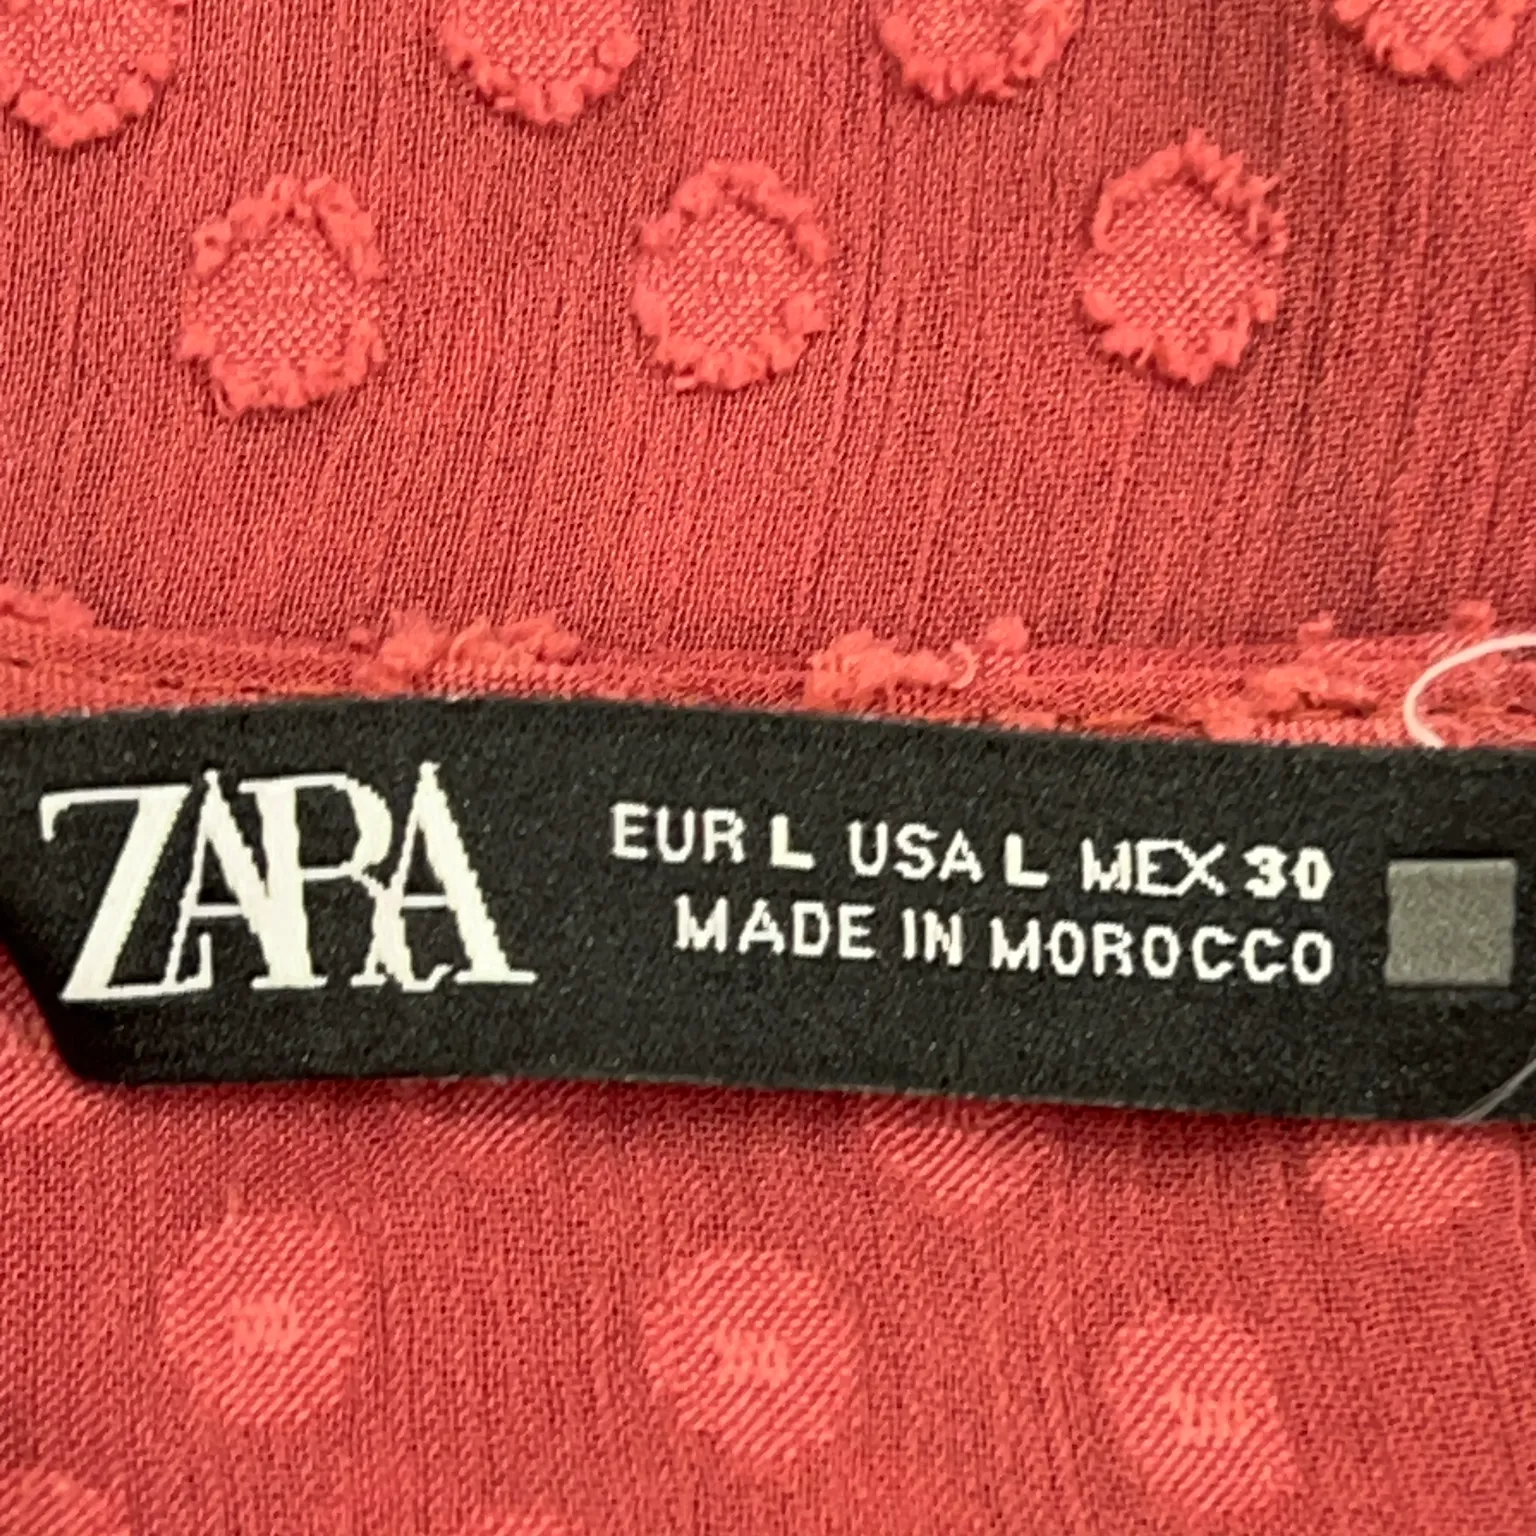 ZARA
EUR L USA L MEX 30
MADE IN MOROCCO